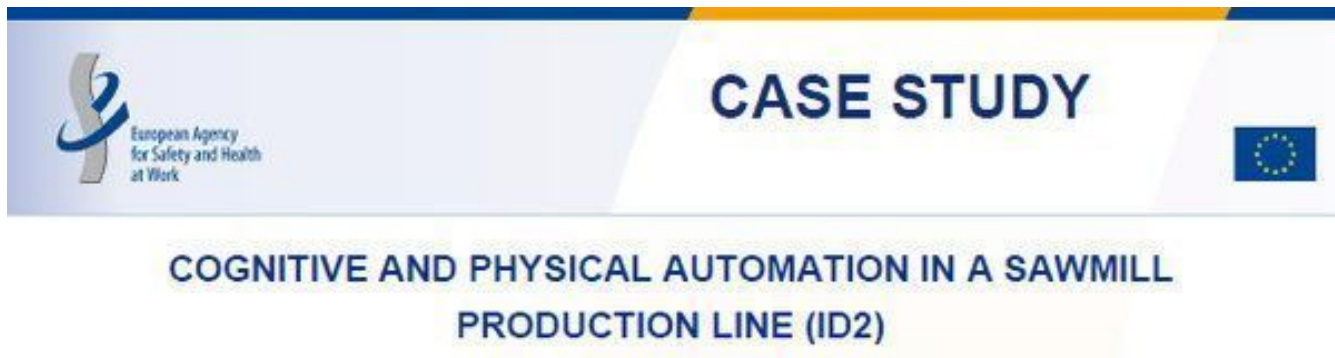 CASE STUDY
European Agency
for Safety and Health
at Work
COGNITIVE AND PHYSICAL AUTOMATION IN A SAWMILL
PRODUCTION LINE (ID2)